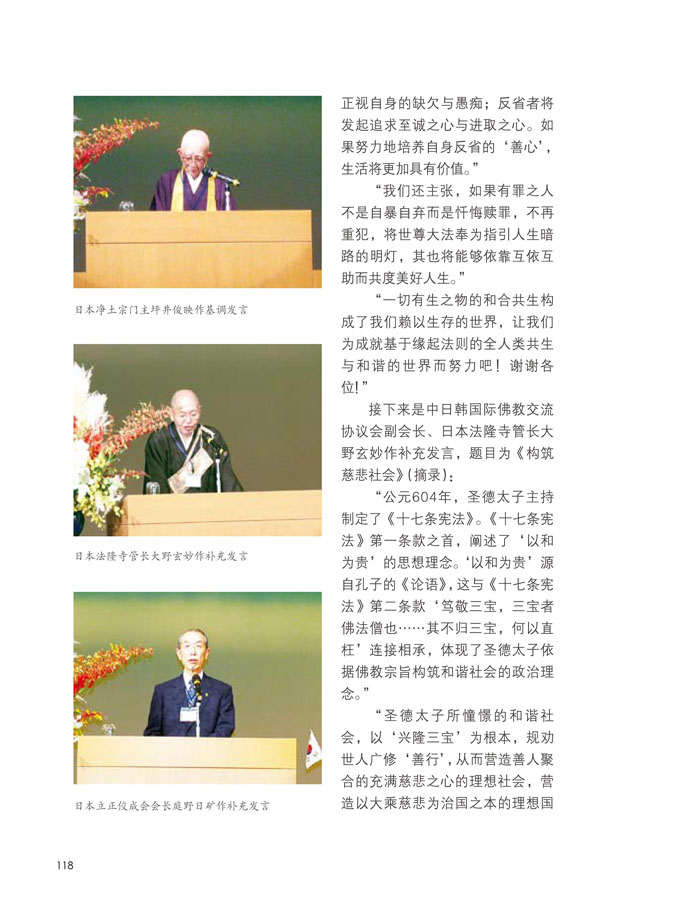 日本净土宗门主坪井俊映作基调发言
日本法隆寺管长大野玄妙作补充发言
日本立正佼成会会长庭野日矿作补充发言
正视自身的缺欠与愚痴；反省者将
发起追求至诚之心与进取之心。如
果努力地培养自身反省的‘善心’，
生活将更加具有价值。”
“我们还主张，如果有罪之人
不是自暴自弃而是忏悔赎罪，不再
重犯，将世尊大法奉为指引人生暗
路的明灯，其也将能够依靠互依互
助而共度美好人生。”
“一切有生之物的和合共生构
成了我们赖以生存的世界，让我们
为成就基于缘起法则的全人类共生
与和谐的世界而努力吧！谢谢各
位！”
接下来是中日韩国际佛教交流
协议会副会长、日本法隆寺管长大
野玄妙作补充发言，题目为《构筑
慈悲社会》（摘录）：
“公元604年，圣德太子主持
制定了《十七条宪法》。《十七条宪
法》第一条款之首，阐述了‘以和
为贵’的思想理念。‘以和为贵’源
自孔子的《论语》，这与《十七条宪
法》第二条款‘笃敬三宝，三宝者
佛法僧也……其不归三宝，何以直
枉’连接相承，体现了圣德太子依
据佛教宗旨构筑和谐社会的政治理
念。”
“圣德太子所憧憬的和谐社
会，以‘兴隆三宝’为根本，规劝
世人广修‘善行’，从而营造善人聚
合的充满慈悲之心的理想社会，营
造以大乘慈悲为治国之本的理想国
118